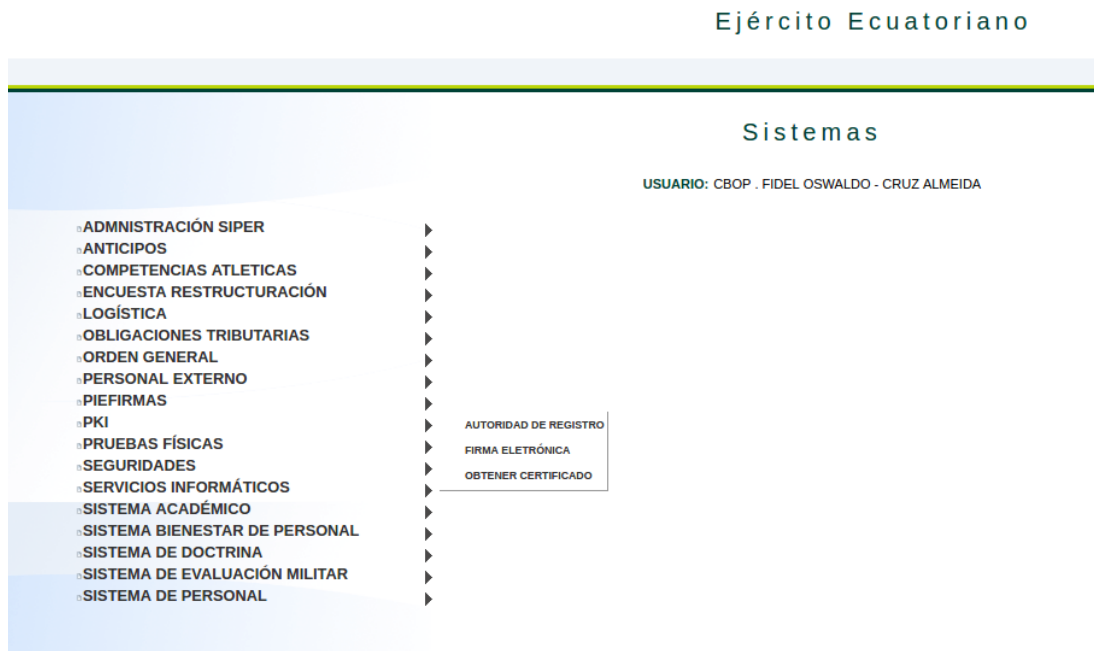 Ejército Ecuatoriano
Sistemas
USUARIO: CBOP . FIDEL OSWALDO - CRUZ ALMEIDA
ADMNISTRACIÓN SIPER
ANTICIPOS
COMPETENCIAS ATLETICAS
ENCUESTA RESTRUCTURACIÓN
LOGÍSTICA
OBLIGACIONES TRIBUTARIAS
ORDEN GENERAL
PERSONAL EXTERNO
PIEFIRMAS
PKI
AUTORIDAD DE REGISTRO
FIRMA ELETRÓNICA
OBTENER CERTIFICADO
PRUEBAS FÍSICAS
SEGURIDADES
SERVICIOS INFORMÁTICOS
SISTEMA ACADÉMICO
SISTEMA BIENESTAR DE PERSONAL
SISTEMA DE DOCTRINA
SISTEMA DE EVALUACIÓN MILITAR
SISTEMA DE PERSONAL